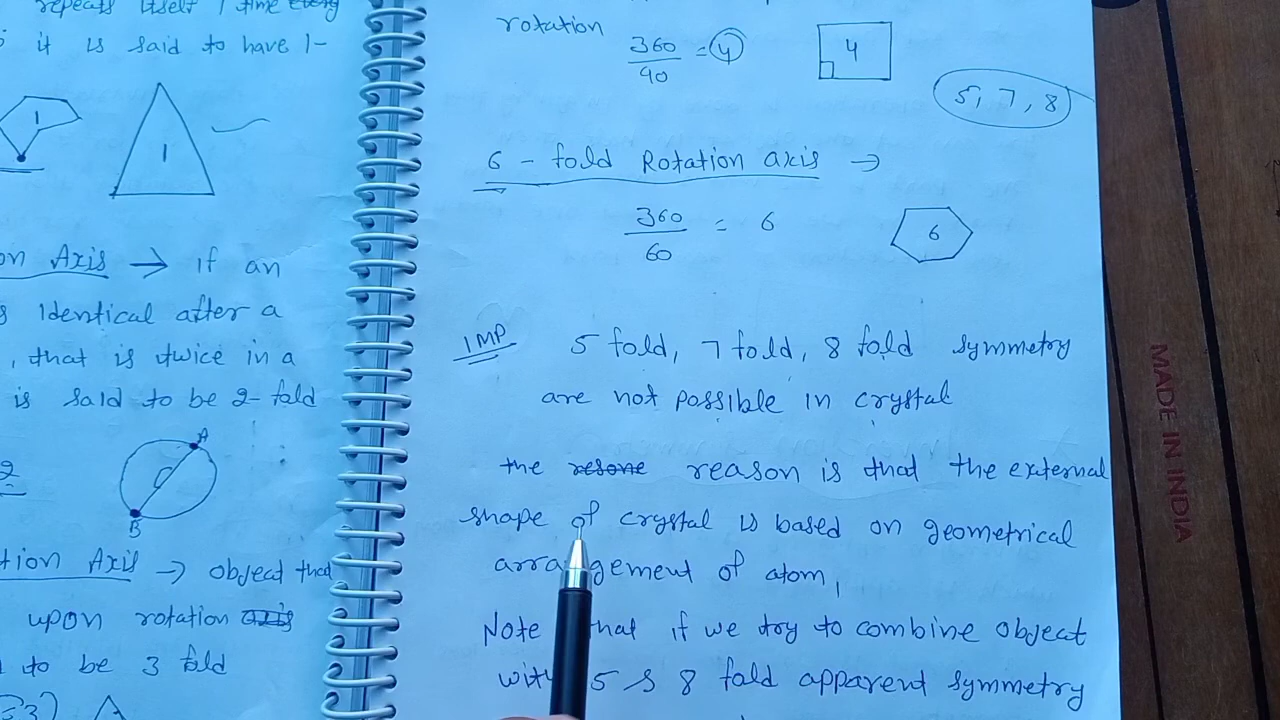 repeats itself 1 time
it is said to have 1-
1
1
on Axis → if an
s identical after a
, that is twice in a
is said to be 2-fold
2
A
B
tion Axis → object that
upon rotation
to be 3 fold
rotation
360/90 = 4
4
5, 7, 8
6 - fold Rotation axis →
360/60 = 6
6
IMP 5 fold, 7 fold, 8 fold symmetry
are not possible in crystal
the resone reason is that the external
shape of crystal is based on geometrical
arrangement of atom,
Note that if we try to combine object
with 5 & 8 fold apparent symmetry
MADE IN INDIA